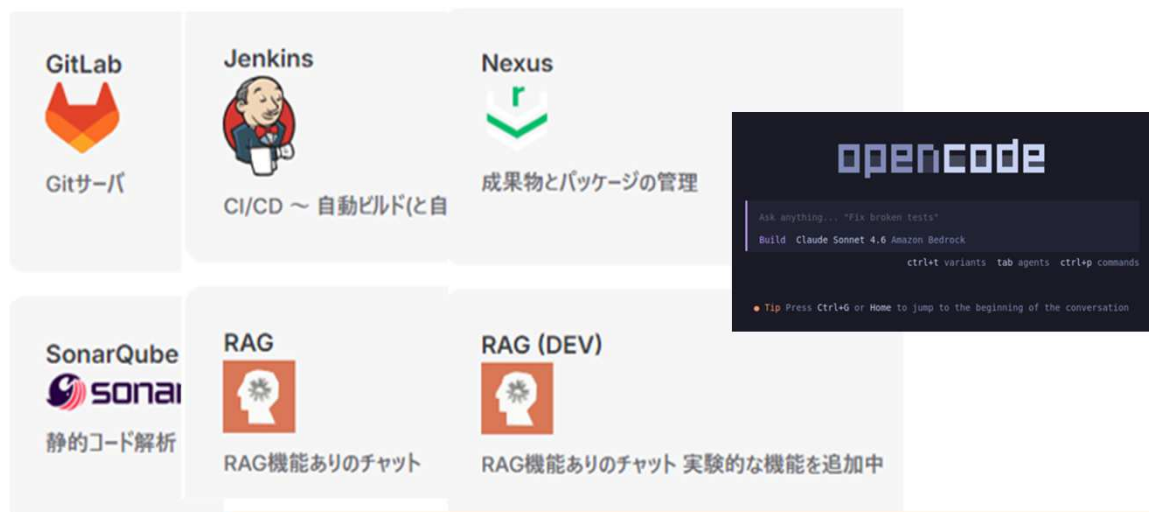 GitLab
Gitサーバ
Jenkins
CI/CD ～ 自動ビルド(と自
Nexus
r
成果物とパッケージの管理
opencode
Ask anything... "Fix broken tests"
Build Claude Sonnet 4.6 Amazon Bedrock
ctrl+t variants tab agents ctrl+p commands
● Tip Press Ctrl+G or Home to jump to the beginning of the conversation
SonarQube
sonar
静的コード解析
RAG
RAG機能ありのチャット
RAG (DEV)
RAG機能ありのチャット 実験的な機能を追加中